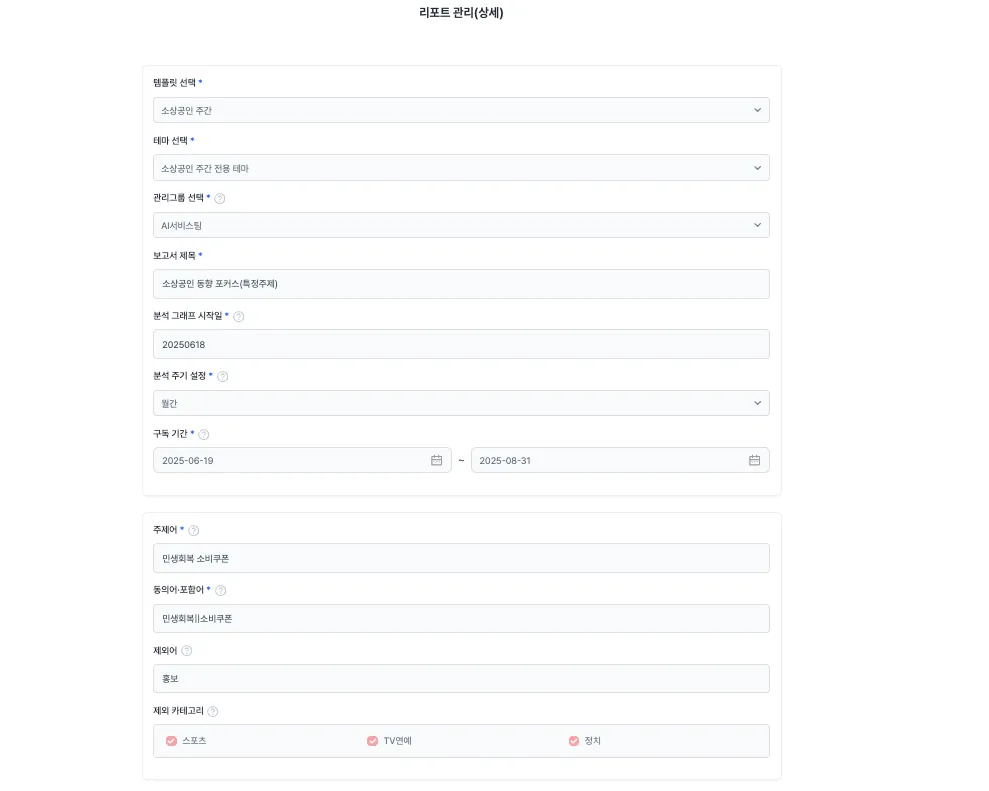 리포트 관리(상세)
템플릿 선택 *
소상공인 주간
테마 선택 *
소상공인 주간 전용 테마
관리그룹 선택 * ?
AI서비스팀
보고서 제목 *
소상공인 동향 포커스(특정주제)
분석 그래프 시작일 * ?
20250618
분석 주기 설정 * ?
월간
구독 기간 * ?
2025-06-19 ~ 2025-08-31
주제어 * ?
민생회복 소비쿠폰
동의어·포함어 * ?
민생회복||소비쿠폰
제외어 ?
홍보
제외 카테고리 ?
스포츠 TV연예 정치